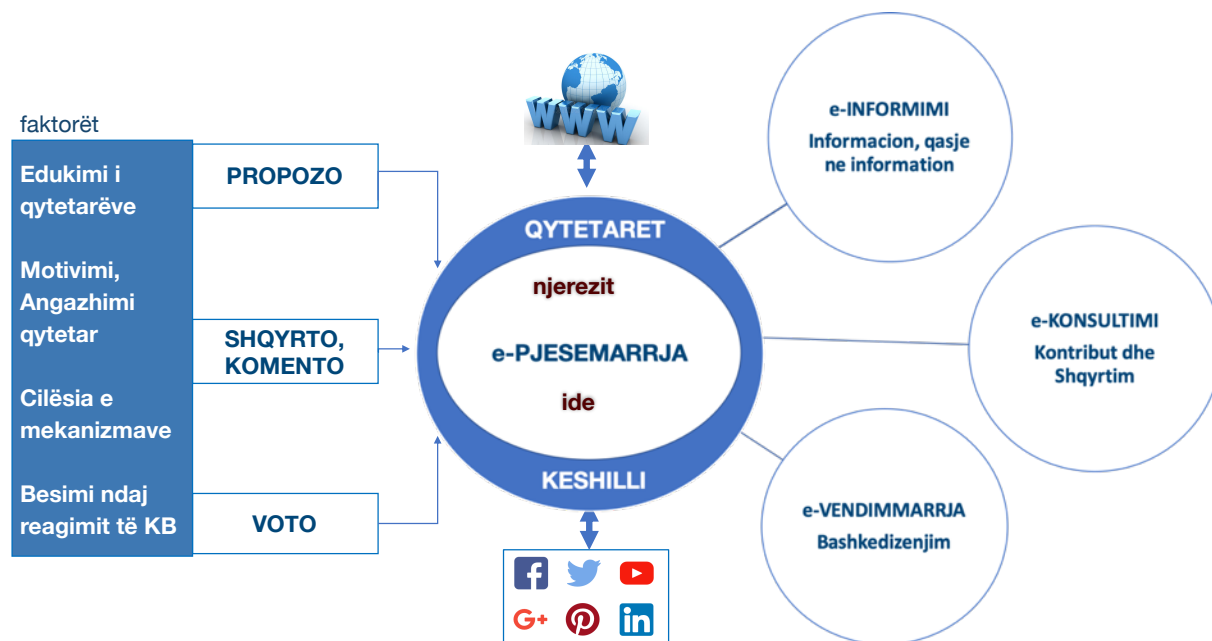 faktorët
Edukimi i
qytetarëve
Motivimi,
Angazhimi
qytetar
Cilësia e
mekanizmave
Besimi ndaj
reagimit të KB
PROPOZO
SHQYRTO,
KOMENTO
VOTO
WWW
QYTETARET
njerezit
e-PJESEMARRJA
ide
KESHILLI
f
G+
in
e-INFORMIMI
Informacion, qasje
ne information
e-KONSULTIMI
Kontribut dhe
Shqyrtim
e-VENDIMMARRJA
Bashkedizenjim